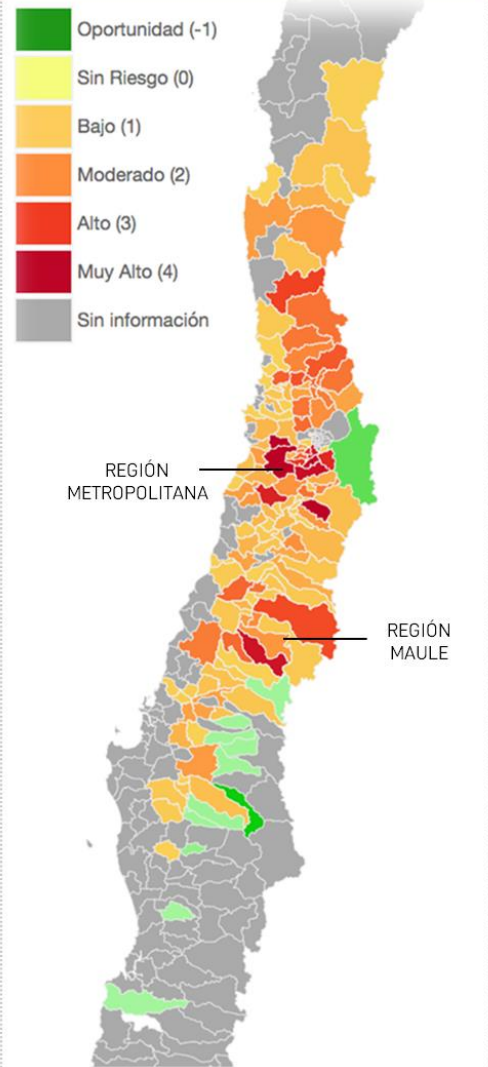 Oportunidad (-1)
Sin Riesgo (0)
Bajo (1)
Moderado (2)
Alto (3)
Muy Alto (4)
Sin información
REGIÓN
METROPOLITANA
REGIÓN
MAULE